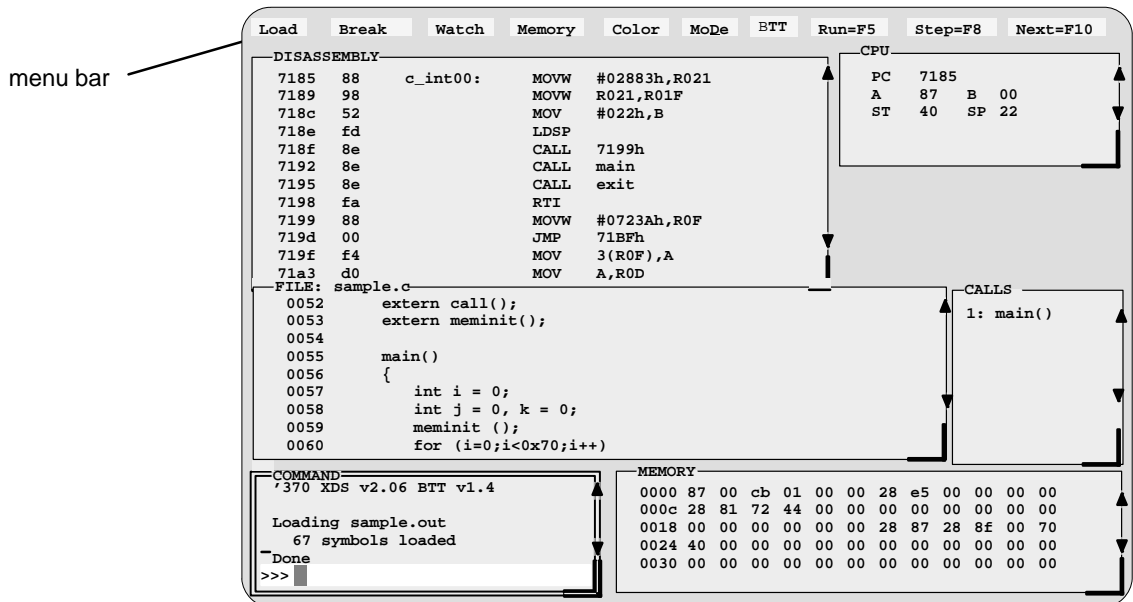 Load Break Watch Memory Color MoDe BTT Run=F5 Step=F8 Next=F10
menu bar
DISASSEMBLY
7185 88 c_int00: MOVW #02883h,R021
7189 98 MOVW R021,R01F
718c 52 MOV #022h,B
718e fd LDSP
718f 8e CALL 7199h
7192 8e CALL main
7195 8e CALL exit
7198 fa RTI
7199 88 MOVW #0723Ah,R0F
719d 00 JMP 71BFh
719f f4 MOV 3(R0F),A
71a3 d0 MOV A,R0D
CPU
PC 7185
A 87 B 00
ST 40 SP 22
FILE: sample.c
0052 extern call();
0053 extern meminit();
0054
0055 main()
0056 {
0057 int i = 0;
0058 int j = 0, k = 0;
0059 meminit ();
0060 for (i=0;i<0x70;i++)
CALLS
1: main()
COMMAND
'370 XDS v2.06 BTT v1.4
Loading sample.out
67 symbols loaded
Done
>>>
MEMORY
0000 87 00 cb 01 00 00 28 e5 00 00 00 00
000c 28 81 72 44 00 00 00 00 00 00 00 00
0018 00 00 00 00 00 00 28 87 28 8f 00 70
0024 40 00 00 00 00 00 00 00 00 00 00 00
0030 00 00 00 00 00 00 00 00 00 00 00 00